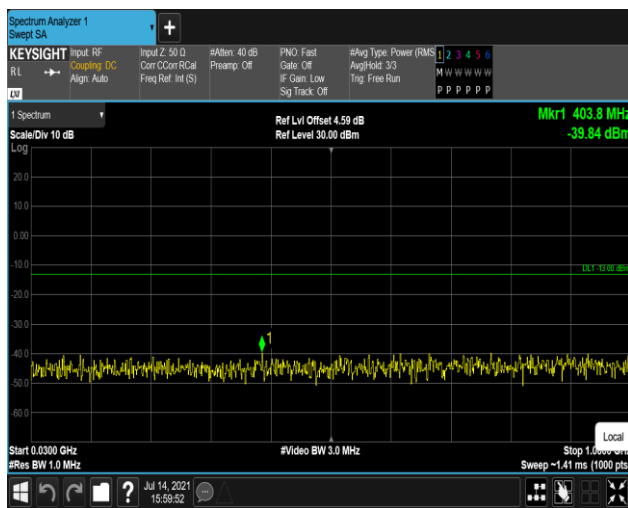 Spectrum Analyzer 1
Swept SA
+
KEYSIGHT Input: RF Input Z: 50 Ω #Atten: 40 dB PNO: Fast #Avg Type: Power (RMS 1 2 3 4 5 6
RL Coupling: DC Corr CCorr RCal Preamp: Off Gate: Off Avg|Hold: 3/3 M W W W W W
Align: Auto Freq Ref: Int (S) IF Gain: Low Trig: Free Run
LXI Sig Track: Off P P P P P P
1 Spectrum Ref Lvl Offset 4.59 dB Mkr1 403.8 MHz
Scale/Div 10 dB Ref Level 30.00 dBm -39.84 dBm
Log
20.0
10.0
0.00
-10.0
DL1 -13.00 dBm
-20.0
-30.0
1
-40.0
-50.0
-60.0
Local
Start 0.0300 GHz #Video BW 3.0 MHz Stop
#Res BW 1.0 MHz Sweep ~1.41 ms (1000 pts
? Jul 14, 2021
15:59:52